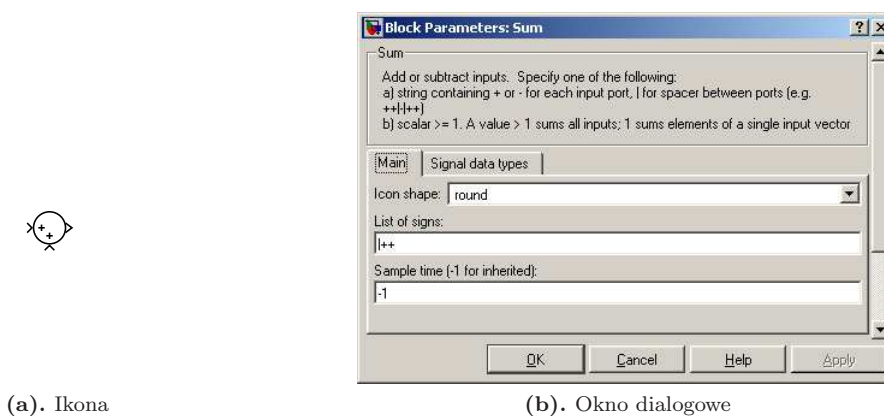 Block Parameters: Sum
Sum
Add or subtract inputs. Specify one of the following:
a) string containing + or - for each input port, | for spacer between ports (e.g.
++|-|++)
b) scalar >= 1. A value > 1 sums all inputs; 1 sums elements of a single input vector
Main Signal data types
Icon shape: round
List of signs:
|++
Sample time (-1 for inherited):
-1
OK Cancel Help Apply
+
+
(a). Ikona
(b). Okno dialogowe